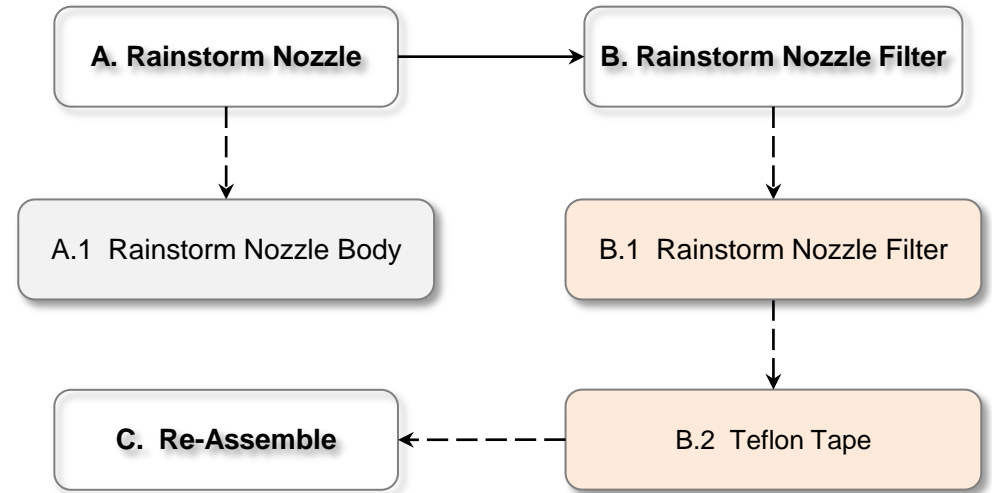 A. Rainstorm Nozzle
B. Rainstorm Nozzle Filter
A.1 Rainstorm Nozzle Body
B.1 Rainstorm Nozzle Filter
C. Re-Assemble
B.2 Teflon Tape